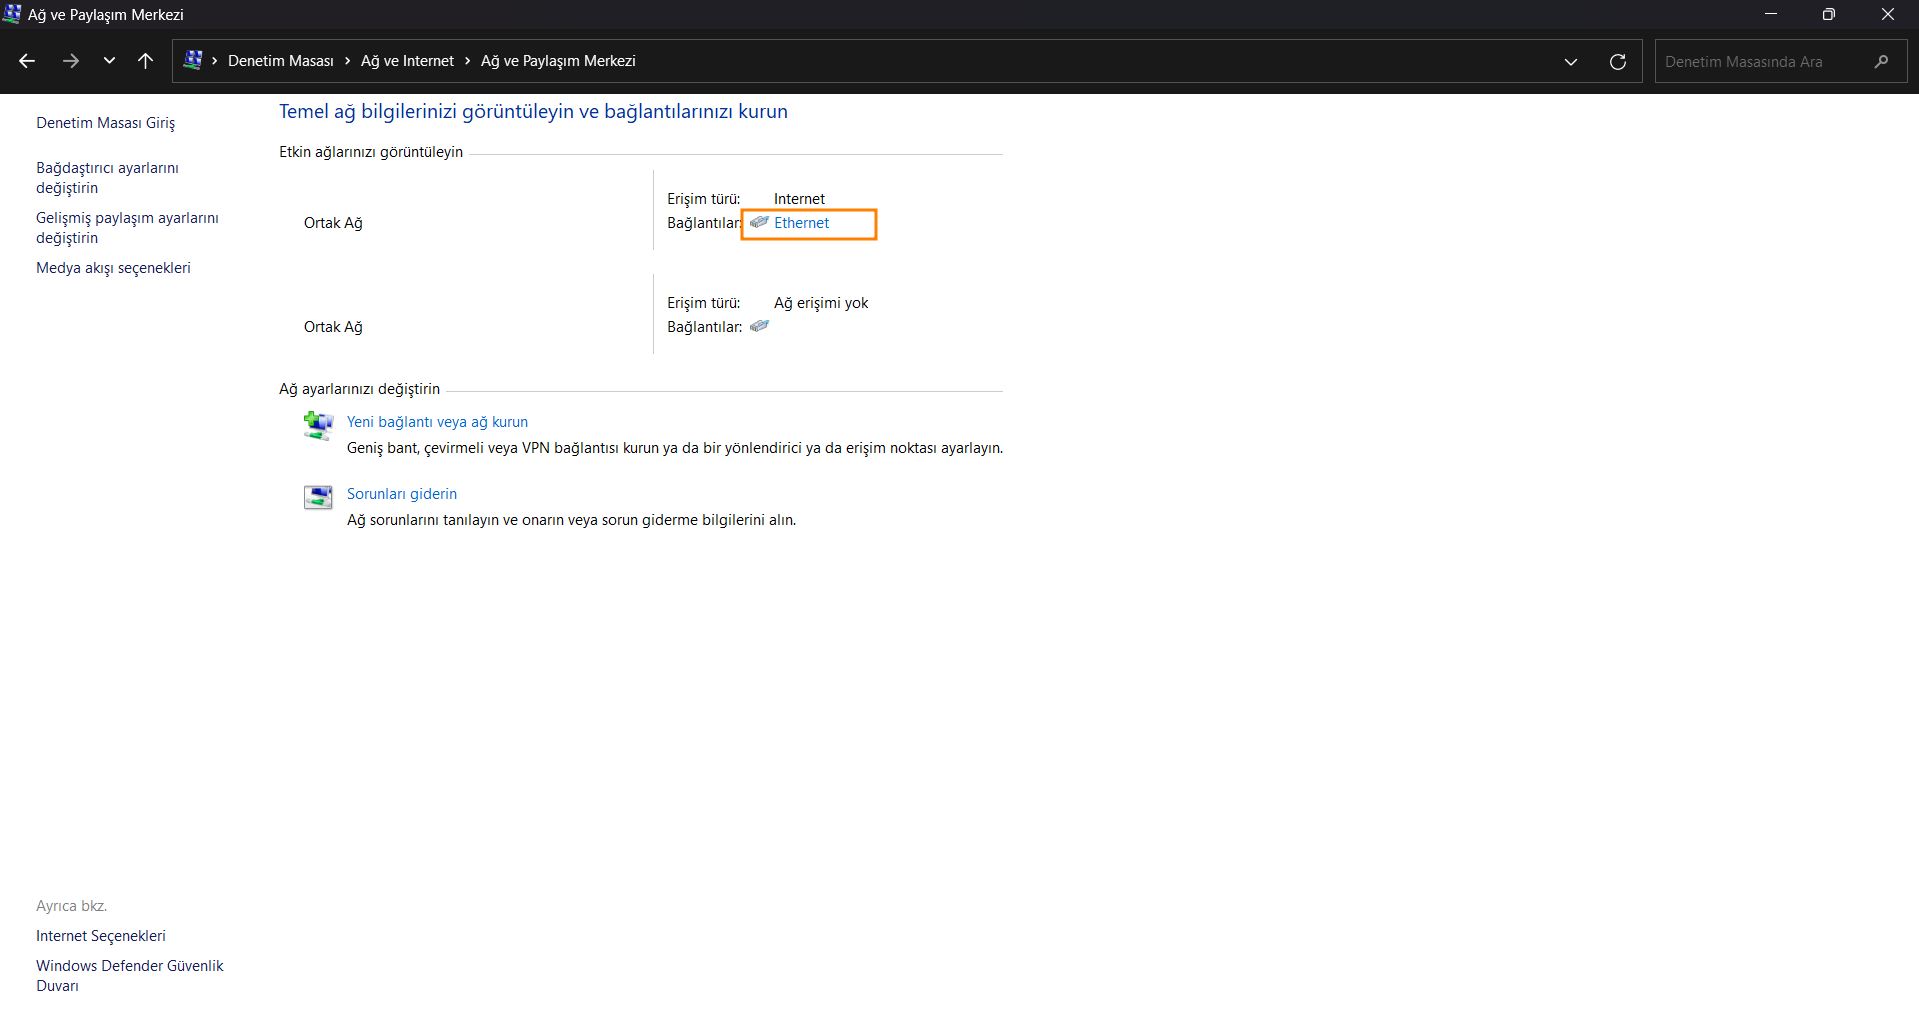 Ağ ve Paylaşım Merkezi
Denetim Masası > Ağ ve Internet > Ağ ve Paylaşım Merkezi
Denetim Masasında Ara
Denetim Masası Giriş
Bağdaştırıcı ayarlarını
değiştirin
Gelişmiş paylaşım ayarlarını
değiştirin
Medya akışı seçenekleri
Temel ağ bilgilerinizi görüntüleyin ve bağlantılarınızı kurun
Etkin ağlarınızı görüntüleyin
Ortak Ağ
Erişim türü: Internet
Bağlantılar: Ethernet
Ortak Ağ
Erişim türü: Ağ erişimi yok
Bağlantılar:
Ağ ayarlarınızı değiştirin
Yeni bağlantı veya ağ kurun
Geniş bant, çevirmeli veya VPN bağlantısı kurun ya da bir yönlendirici ya da erişim noktası ayarlayın.
Sorunları giderin
Ağ sorunlarını tanılayın ve onarın veya sorun giderme bilgilerini alın.
Ayrıca bkz.
Internet Seçenekleri
Windows Defender Güvenlik
Duvarı